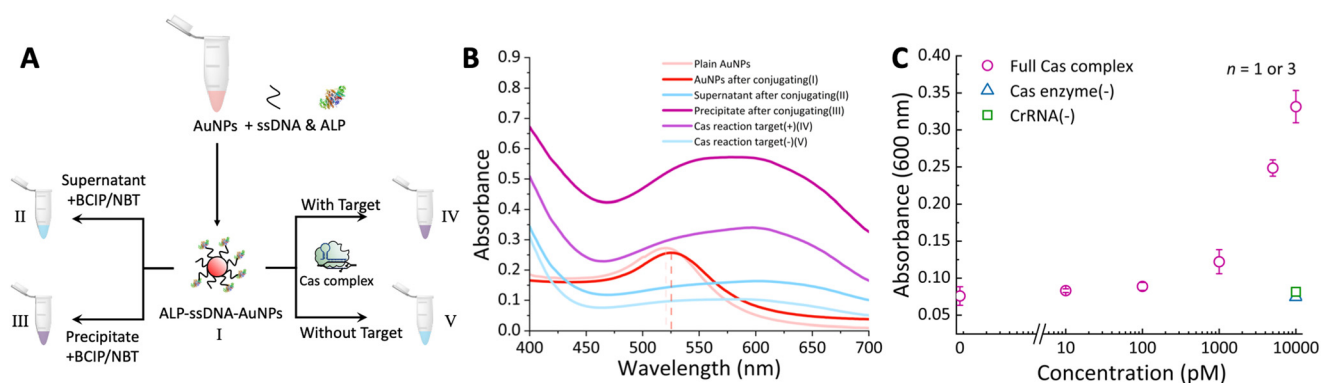 A
AuNPs + ssDNA & ALP
Supernatant
+BCIP/NBT
II
With Target
IV
Cas complex
III
ALP-ssDNA-AuNPs
I
Precipitate
+BCIP/NBT
Without Target
V
B
Absorbance
0.9
0.8
0.7
0.6
0.5
0.4
0.3
0.2
0.1
0.0
Plain AuNPs
AuNPs after conjugating(I)
Supernatant after conjugating(II)
Precipitate after conjugating(III)
Cas reaction target(+)(IV)
Cas reaction target(-)(V)
400 450 500 550 600 650 700
Wavelength (nm)
C
Absorbance (600 nm)
0.40
0.35
0.30
0.25
0.20
0.15
0.10
0.05
Full Cas complex
Cas enzyme(-)
CrRNA(-)
n = 1 or 3
0 10 100 1000 10000
Concentration (pM)